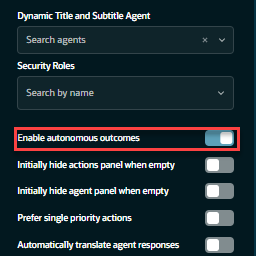 Dynamic Title and Subtitle Agent
Search agents
Security Roles
Search by name
Enable autonomous outcomes
Initially hide actions panel when empty
Initially hide agent panel when empty
Prefer single priority actions
Automatically translate agent responses